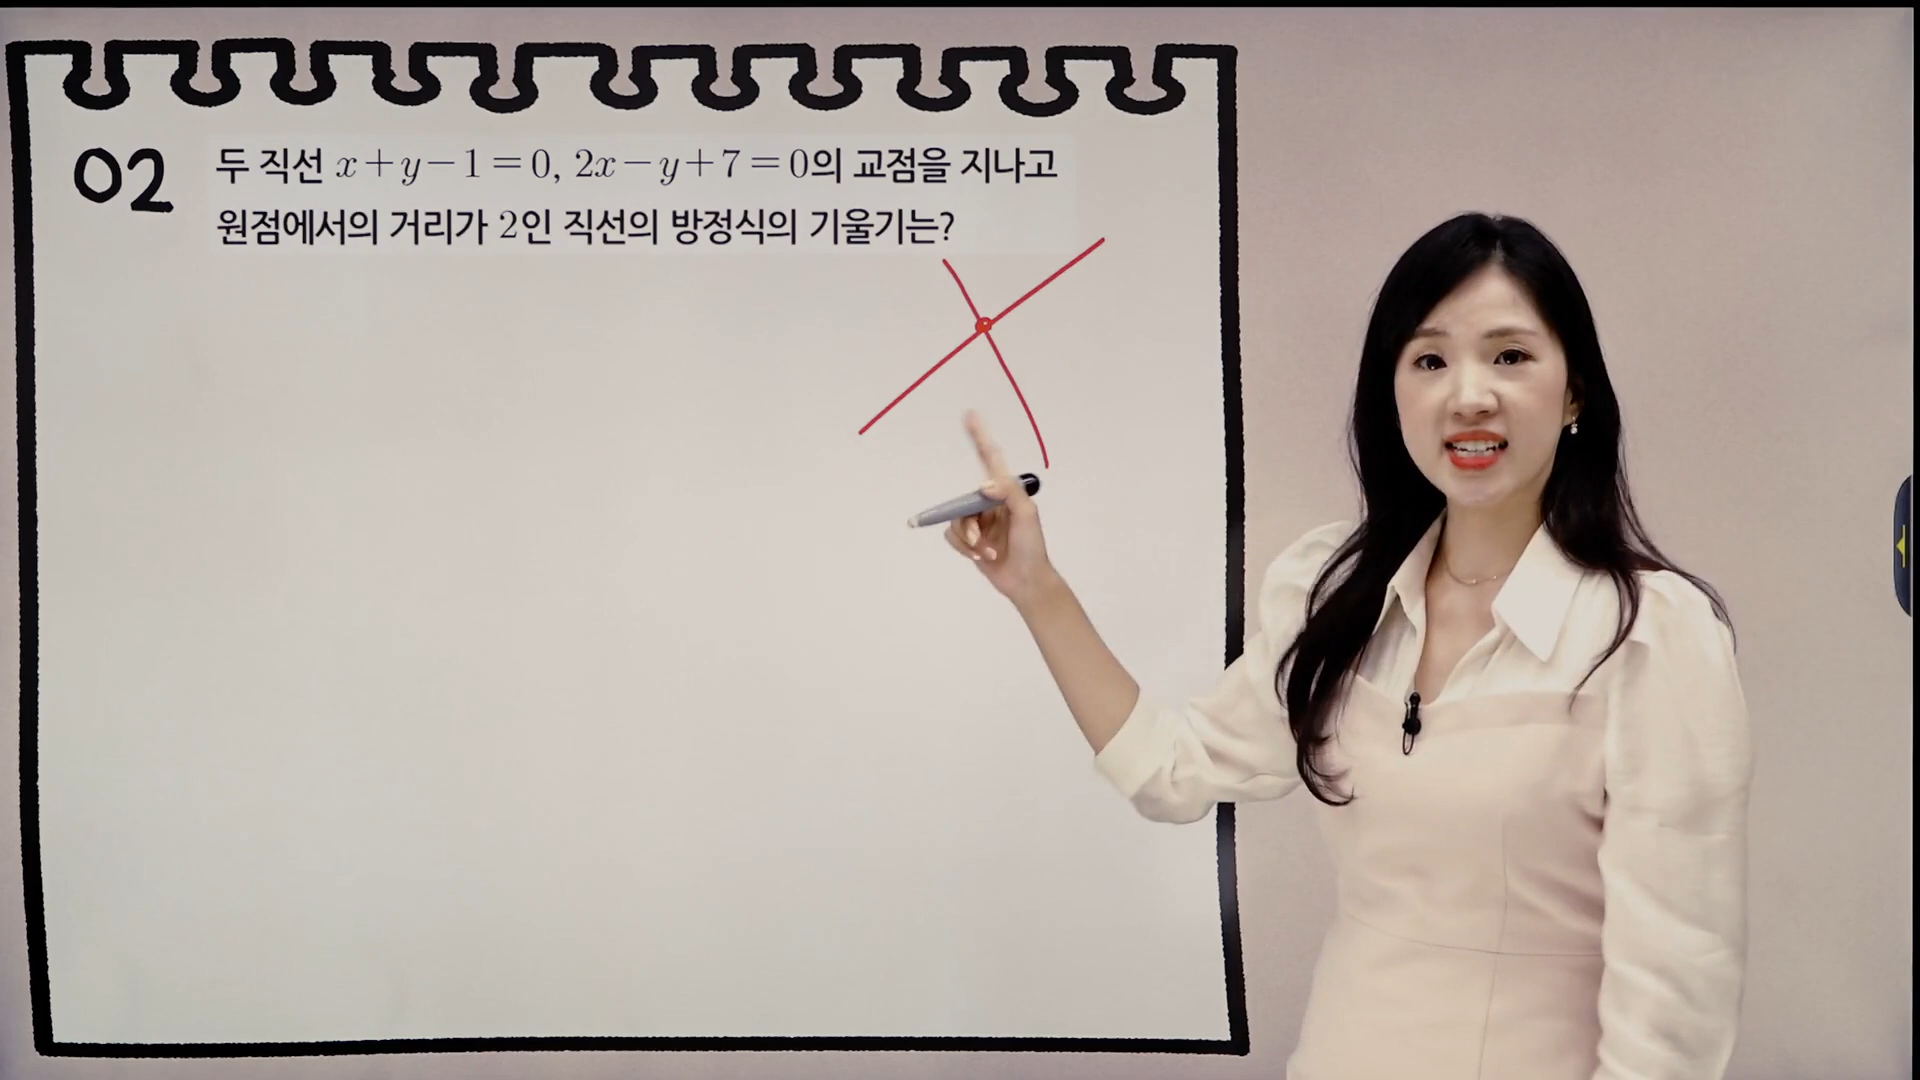 02 두 직선 x+y-1=0, 2x-y+7=0의 교점을 지나고
원점에서의 거리가 2인 직선의 방정식의 기울기는?